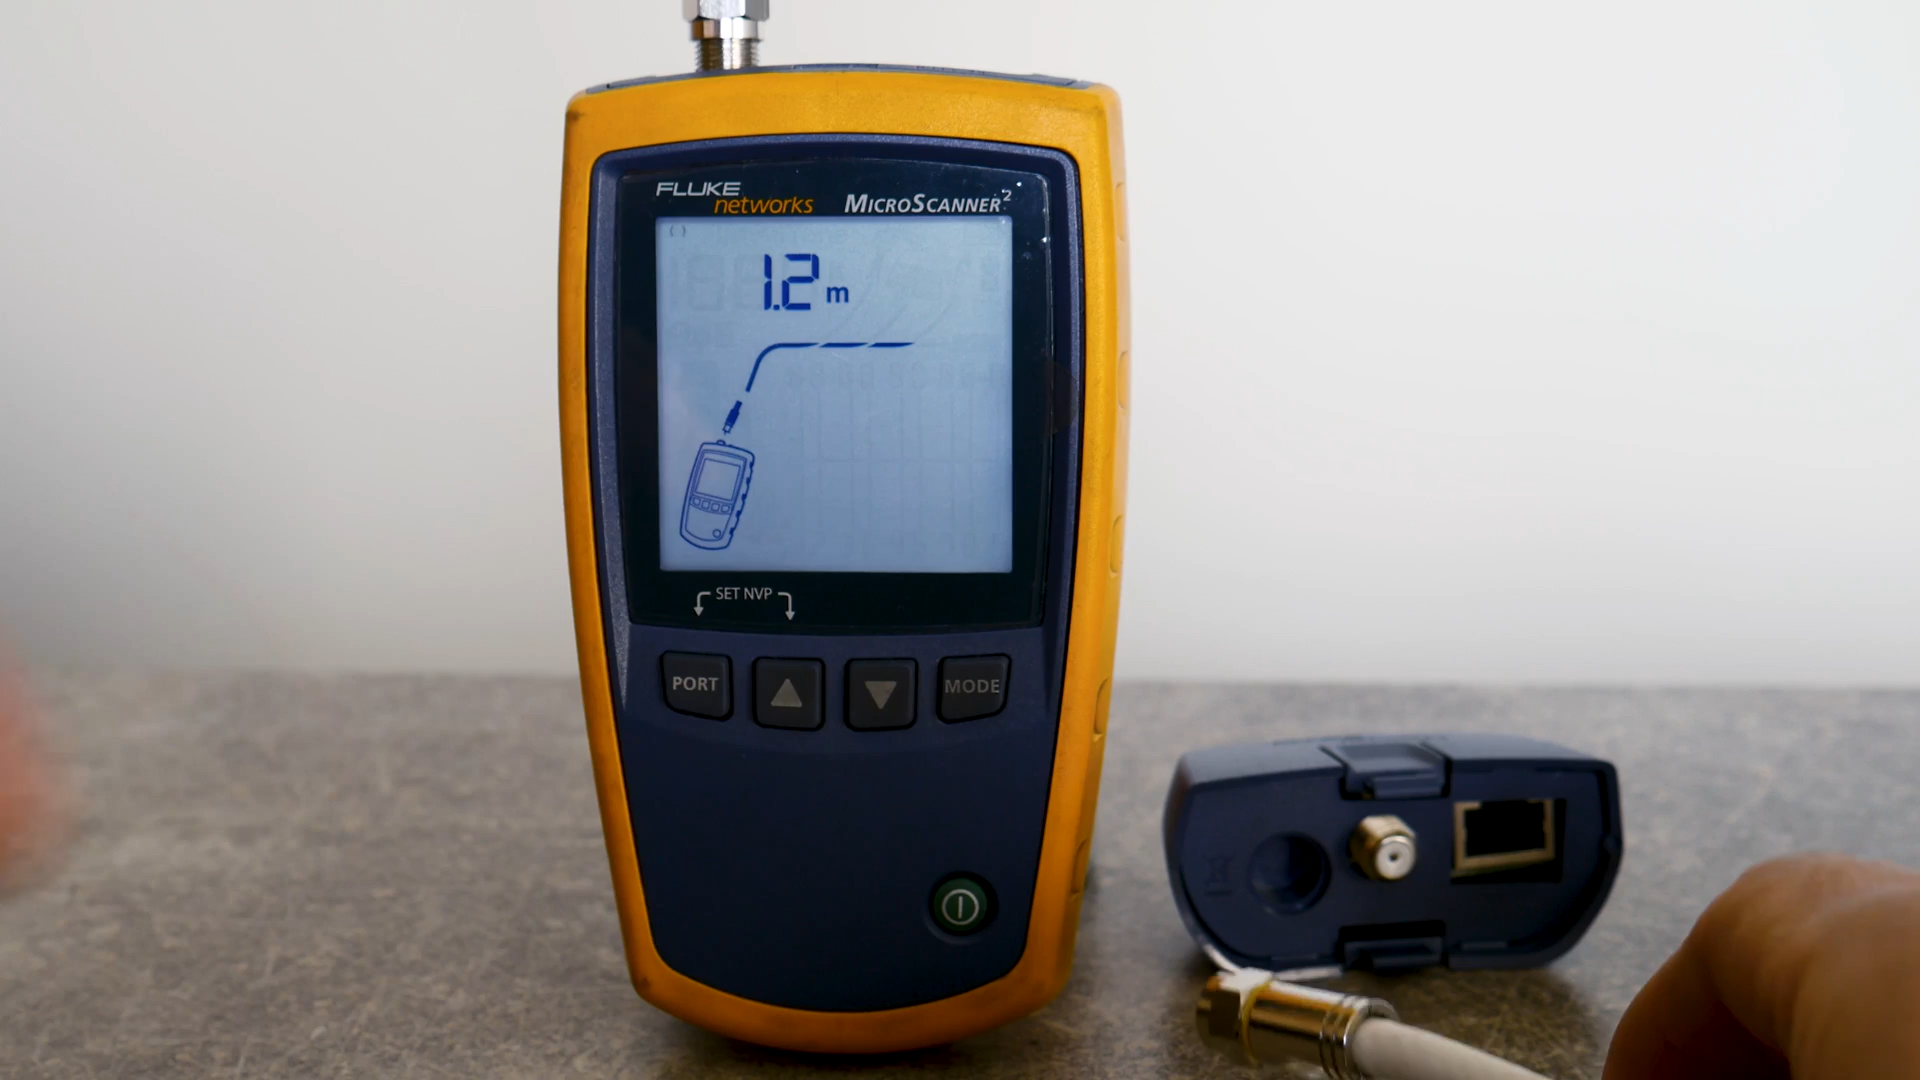 FLUKE
networks
MICROSCANNER²
1.2 m
SET NVP
PORT
MODE